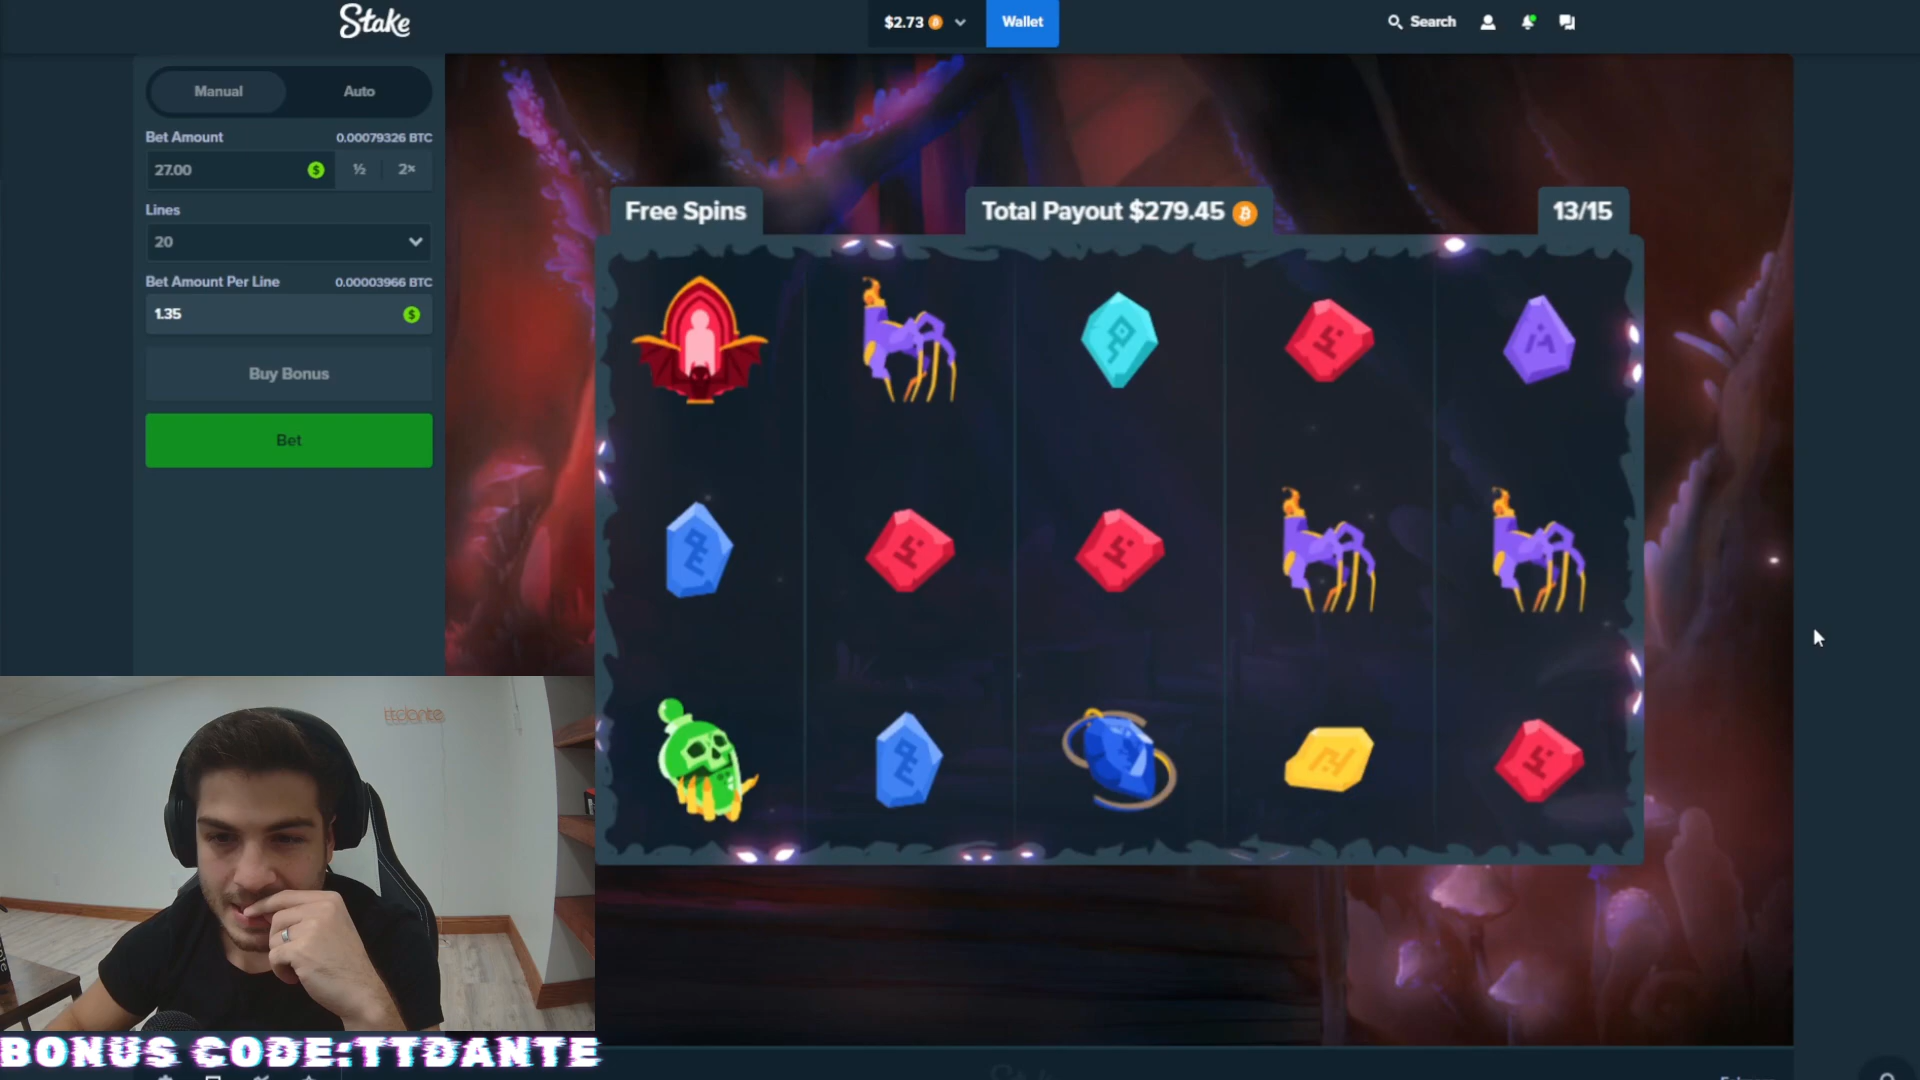 Stake
$2.73
Wallet
Search
Manual
Auto
Bet Amount
0.00079326 BTC
27.00
½
2×
Lines
20
Bet Amount Per Line
0.00003966 BTC
1.35
Buy Bonus
Bet
Free Spins
Total Payout $279.45
13/15
ttdante
BONUS CODE:TTDANTE
Stake